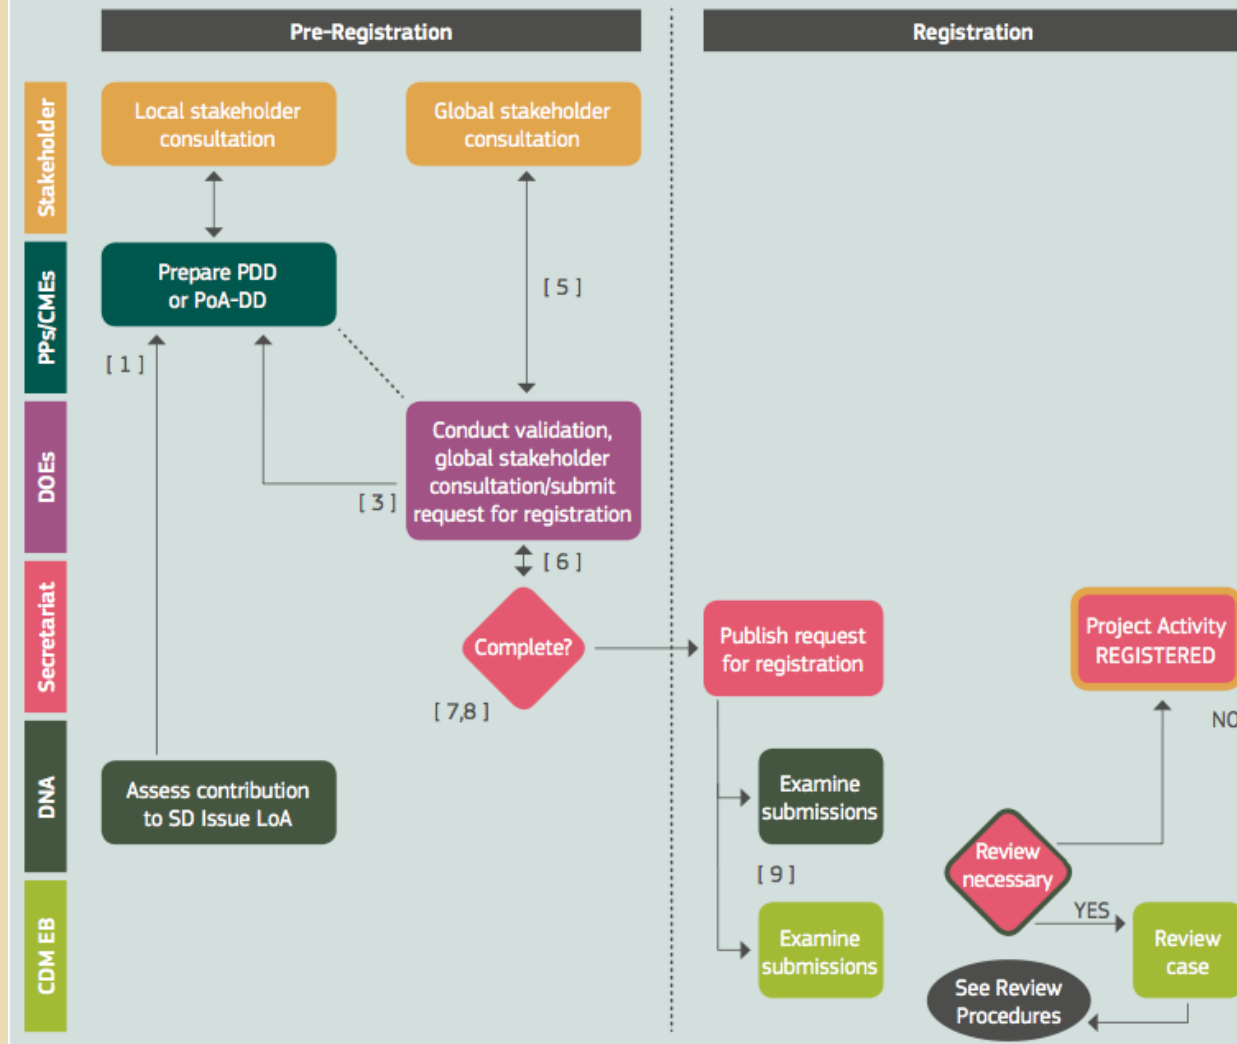 Pre-Registration
Registration
Stakeholder
Local stakeholder
consultation
Global stakeholder
consultation
PPs/CMEs
Prepare PDD
or PoA-DD
[ 5 ]
[ 1 ]
DOEs
Conduct validation,
global stakeholder
consultation/submit
request for registration
[ 3 ]
[ 6 ]
Secretariat
Complete?
[ 7,8 ]
Publish request
for registration
Project Activity
REGISTERED
NO
DNA
Assess contribution
to SD Issue LoA
Examine
submissions
Review
necessary
[ 9 ]
YES
CDM EB
Examine
submissions
Review
case
See Review
Procedures